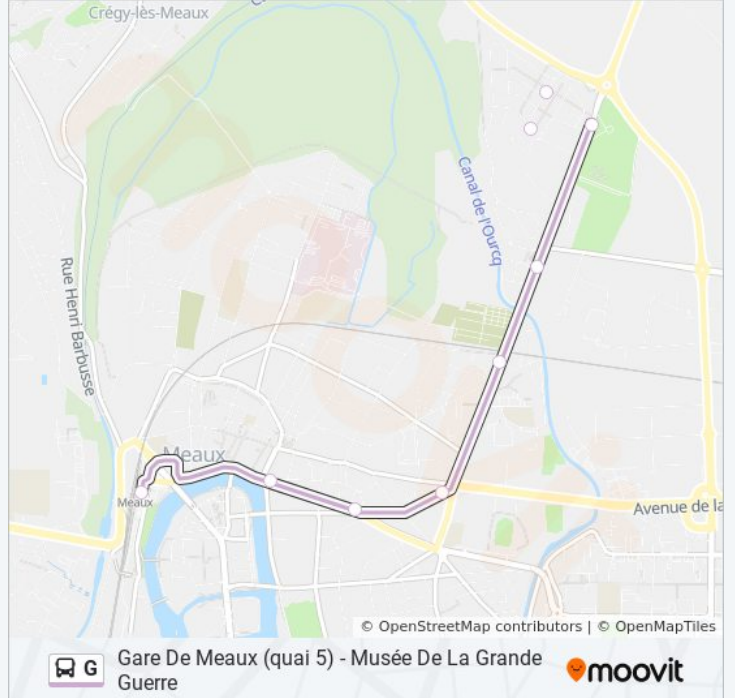 Crégy-lès-Meaux
Canal de l'Ourcq
Rue Henri Barbusse
Meaux
Meaux
Avenue de la
© OpenStreetMap contributors | © OpenMapTiles
G
Gare De Meaux (quai 5) - Musée De La Grande
Guerre
moovit